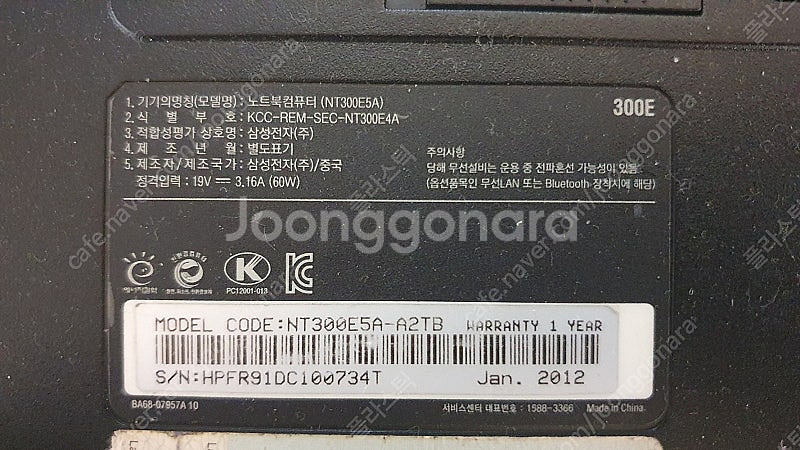 1. 기기의명칭(모델명) : 노트북컴퓨터 (NT300E5A)
300E
2. 식 별 부 호 : KCC-REM-SEC-NT300E4A
3. 적합성평가 상호명 : 삼성전자(주)
4. 제 조 년 월 : 별도표기
5. 제조자/제조국가 : 삼성전자(주)/중국
정격입력 : 19V ⎓ 3.16A (60W)
주의사항
당해 무선설비는 운용 중 전파혼선 가능성이 있음.
(옵션품목인 무선LAN 또는 Bluetooth 장착시에 해당)
Joonggonara
K
PC12001-013
MODEL CODE:NT300E5A-A2TB WARRANTY 1 YEAR
S/N:HPFR91DC100734T Jan. 2012
BA68-07957A 10
서비스센터 대표번호 : 1588-3366 Made in China